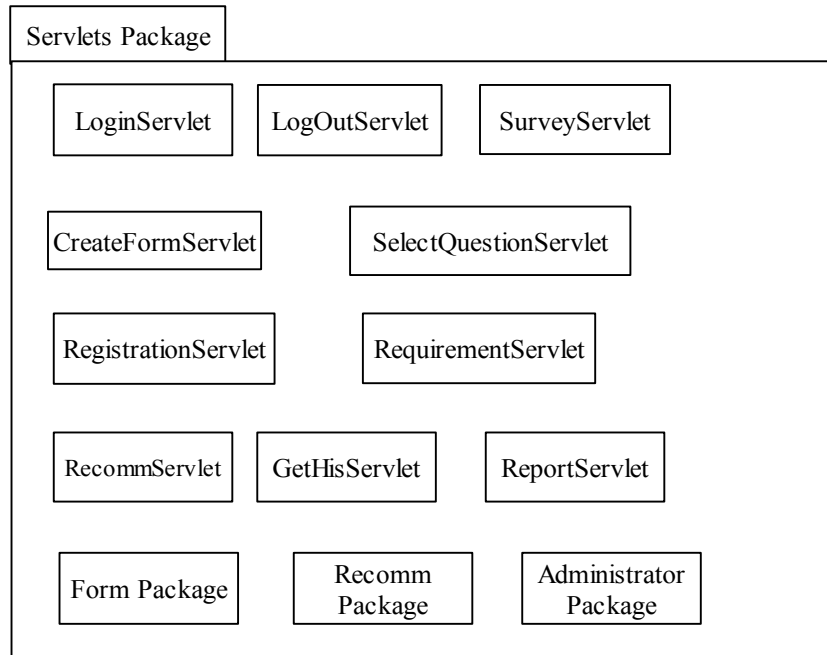 Servlets Package
LoginServlet
LogOutServlet
SurveyServlet
CreateFormServlet
SelectQuestionServlet
RegistrationServlet
RequirementServlet
RecommServlet
GetHisServlet
ReportServlet
Form Package
Recomm
Package
Administrator
Package